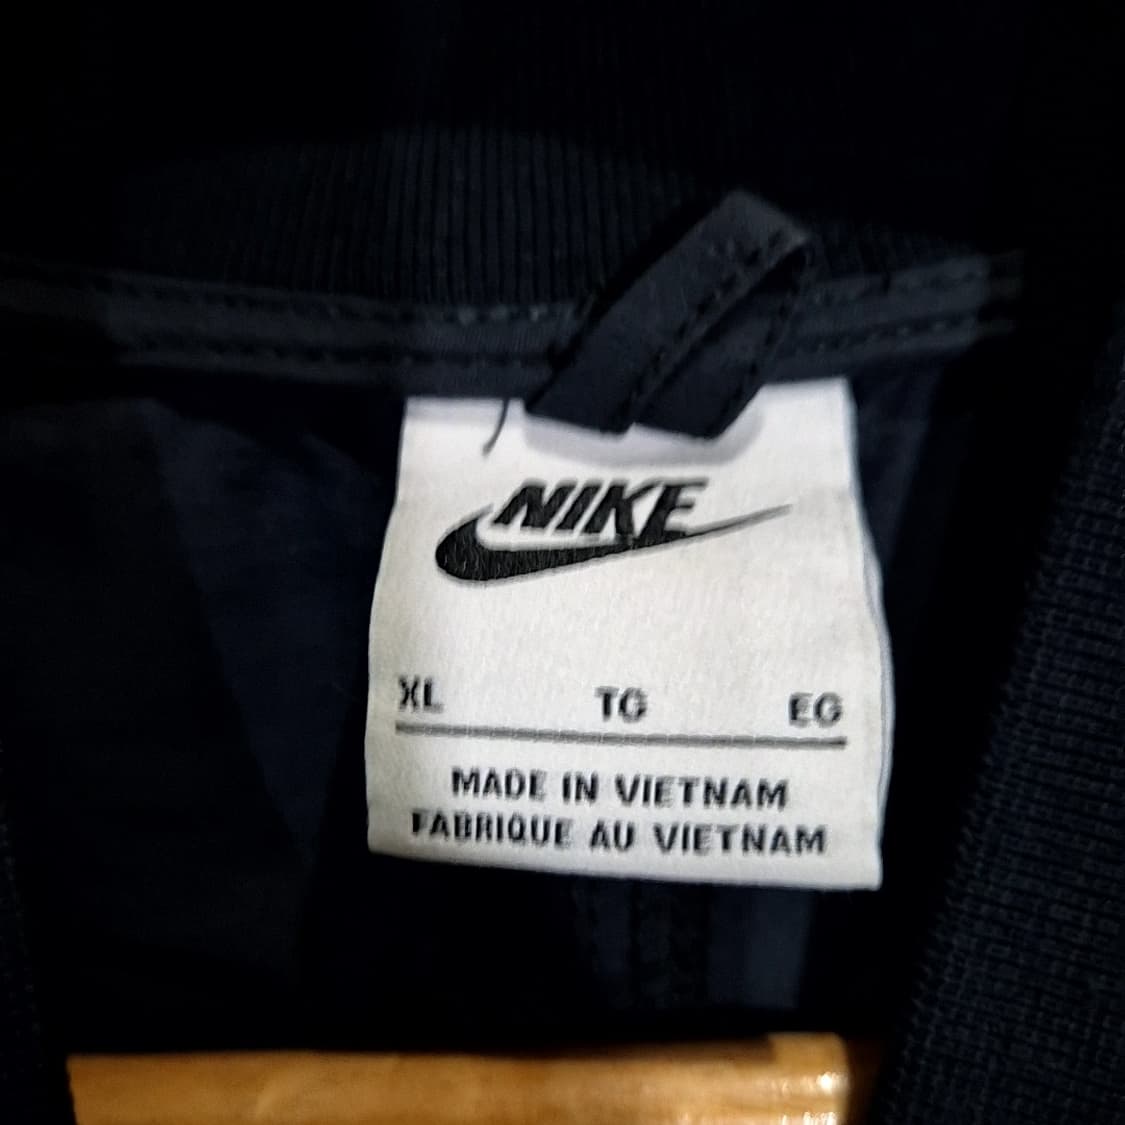 NIKE
XL TG EG
MADE IN VIETNAM
FABRIQUE AU VIETNAM